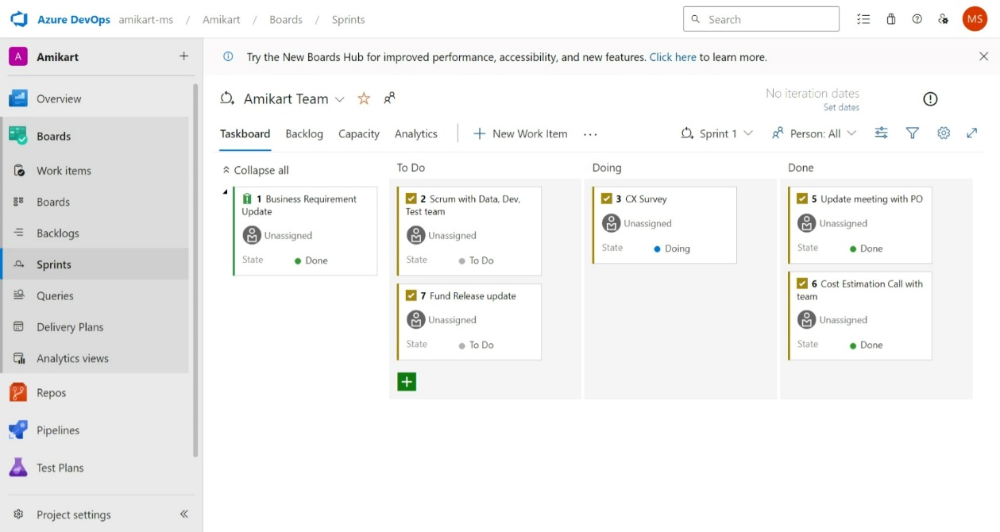 Azure DevOps amikart-ms / Amikart / Boards / Sprints
Search
MS
A Amikart
Overview
Boards
Work items
Boards
Backlogs
Sprints
Queries
Delivery Plans
Analytics views
Repos
Pipelines
Test Plans
Project settings
Try the New Boards Hub for improved performance, accessibility, and new features. Click here to learn more.
Amikart Team
No iteration dates
Set dates
Taskboard Backlog Capacity Analytics
New Work Item
Sprint 1
Person: All
Collapse all
To Do
Doing
Done
1 Business Requirement
Update
Unassigned
State Done
2 Scrum with Data, Dev,
Test team
Unassigned
State To Do
7 Fund Release update
Unassigned
State To Do
3 CX Survey
Unassigned
State Doing
5 Update meeting with PO
Unassigned
State Done
6 Cost Estimation Call with
team
Unassigned
State Done